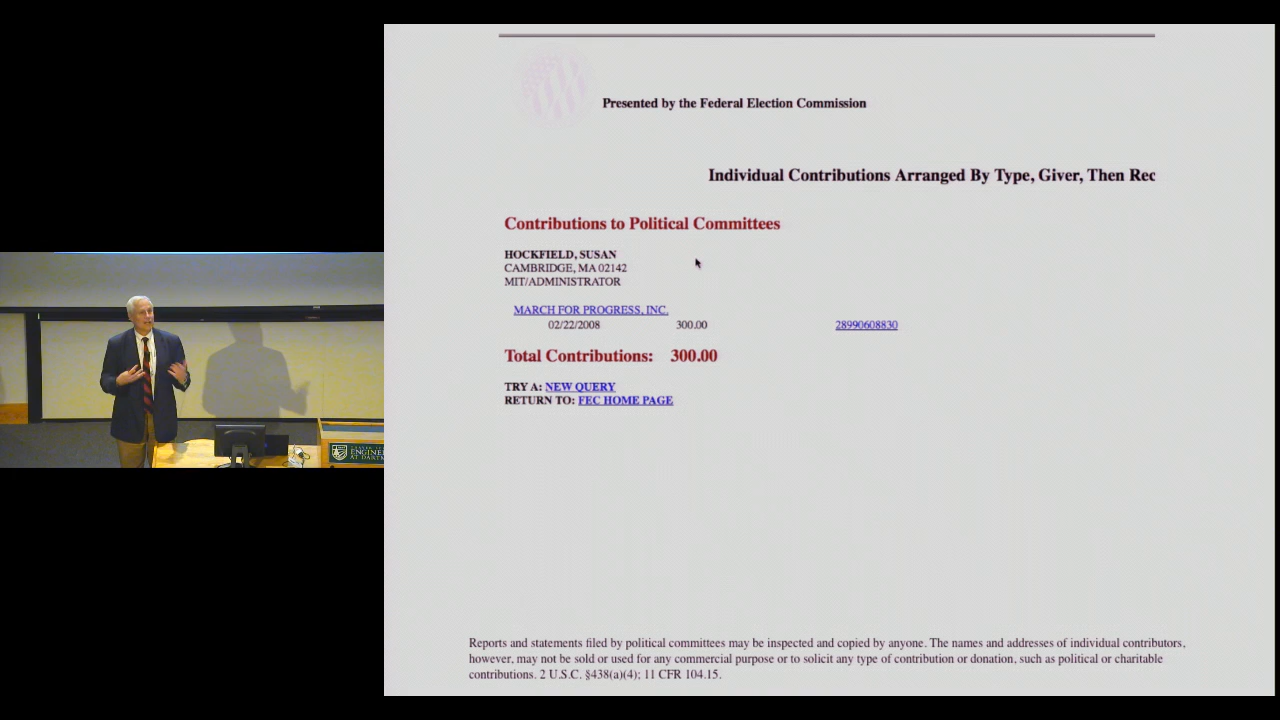 Presented by the Federal Election Commission
Individual Contributions Arranged By Type, Giver, Then Rec
Contributions to Political Committees
HOCKFIELD, SUSAN
CAMBRIDGE, MA 02142
MIT/ADMINISTRATOR
MARCH FOR PROGRESS, INC.
02/22/2008 300.00 28990608830
Total Contributions: 300.00
TRY A: NEW QUERY
RETURN TO: FEC HOME PAGE
ENGINEE
AT DARTM
Reports and statements filed by political committees may be inspected and copied by anyone. The names and addresses of individual contributors,
however, may not be sold or used for any commercial purpose or to solicit any type of contribution or donation, such as political or charitable
contributions. 2 U.S.C. §438(a)(4); 11 CFR 104.15.